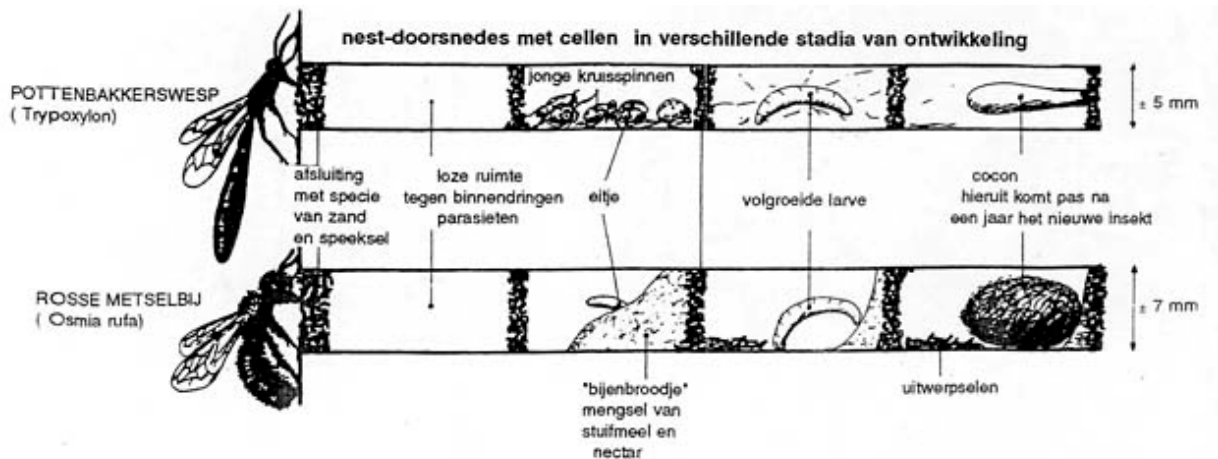 nest-doorsnedes met cellen in verschillende stadia van ontwikkeling
POTTENBAKKERSWESP
( Trypoxylon)
jonge kruisspinnen
± 5 mm
afsluiting
met specie
van zand
en speeksel
loze ruimte
tegen binnendringen
parasieten
eitje
volgroeide larve
cocon
hieruit komt pas na
een jaar het nieuwe insekt
ROSSE METSELBIJ
( Osmia rufa)
± 7 mm
"bijenbroodje"
mengsel van
stuifmeel en
nectar
uitwerpselen